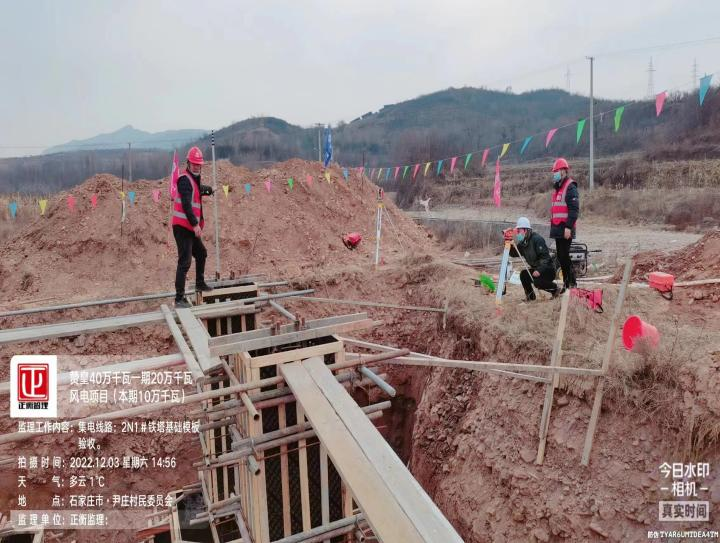 正衡监理
赞皇40万千瓦一期20万千瓦
风电项目(本期10万千瓦)
监理工作内容:集电线路:2N1#铁塔基础模板
验收。
拍摄时间:2022.12.03 星期六 14:56
天气:多云 1℃
地点:石家庄市·尹庄村民委员会
监理单位:正衡监理:
今日水印
-相机-
真实时间
防伪 TYAR6UMIDEA4TM